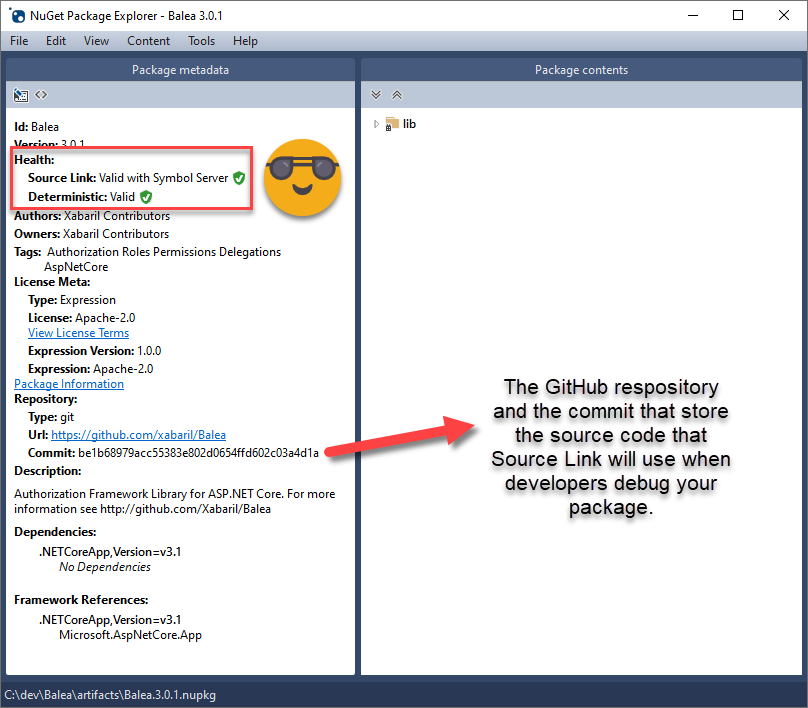 NuGet Package Explorer - Balea 3.0.1
File Edit View Content Tools Help
Package metadata
Id: Balea
Version: 3.0.1
Health:
Source Link: Valid with Symbol Server
Deterministic: Valid
Authors: Xabaril Contributors
Owners: Xabaril Contributors
Tags: Authorization Roles Permissions Delegations
AspNetCore
License Meta:
Type: Expression
License: Apache-2.0
View License Terms
Expression Version: 1.0.0
Expression: Apache-2.0
Package Information
Repository:
Type: git
Url: https://github.com/xabaril/Balea
Commit: be1b68979acc55383e802d0654ffd602c03a4d1a
Description:
Authorization Framework Library for ASP.NET Core. For more
information see http://github.com/Xabaril/Balea
Dependencies:
.NETCoreApp,Version=v3.1
No Dependencies
Framework References:
.NETCoreApp,Version=v3.1
Microsoft.AspNetCore.App
Package contents
lib
The GitHub respository
and the commit that store
the source code that
Source Link will use when
developers debug your
package.
C:\dev\Balea\artifacts\Balea.3.0.1.nupkg